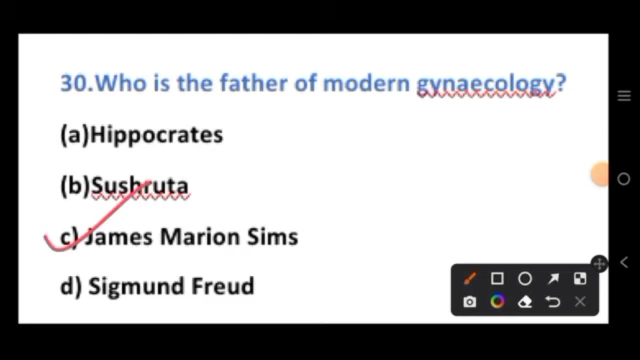 30.Who is the father of modern gynaecology?
(a)Hippocrates
(b)Sushruta
c) James Marion Sims
d) Sigmund Freud